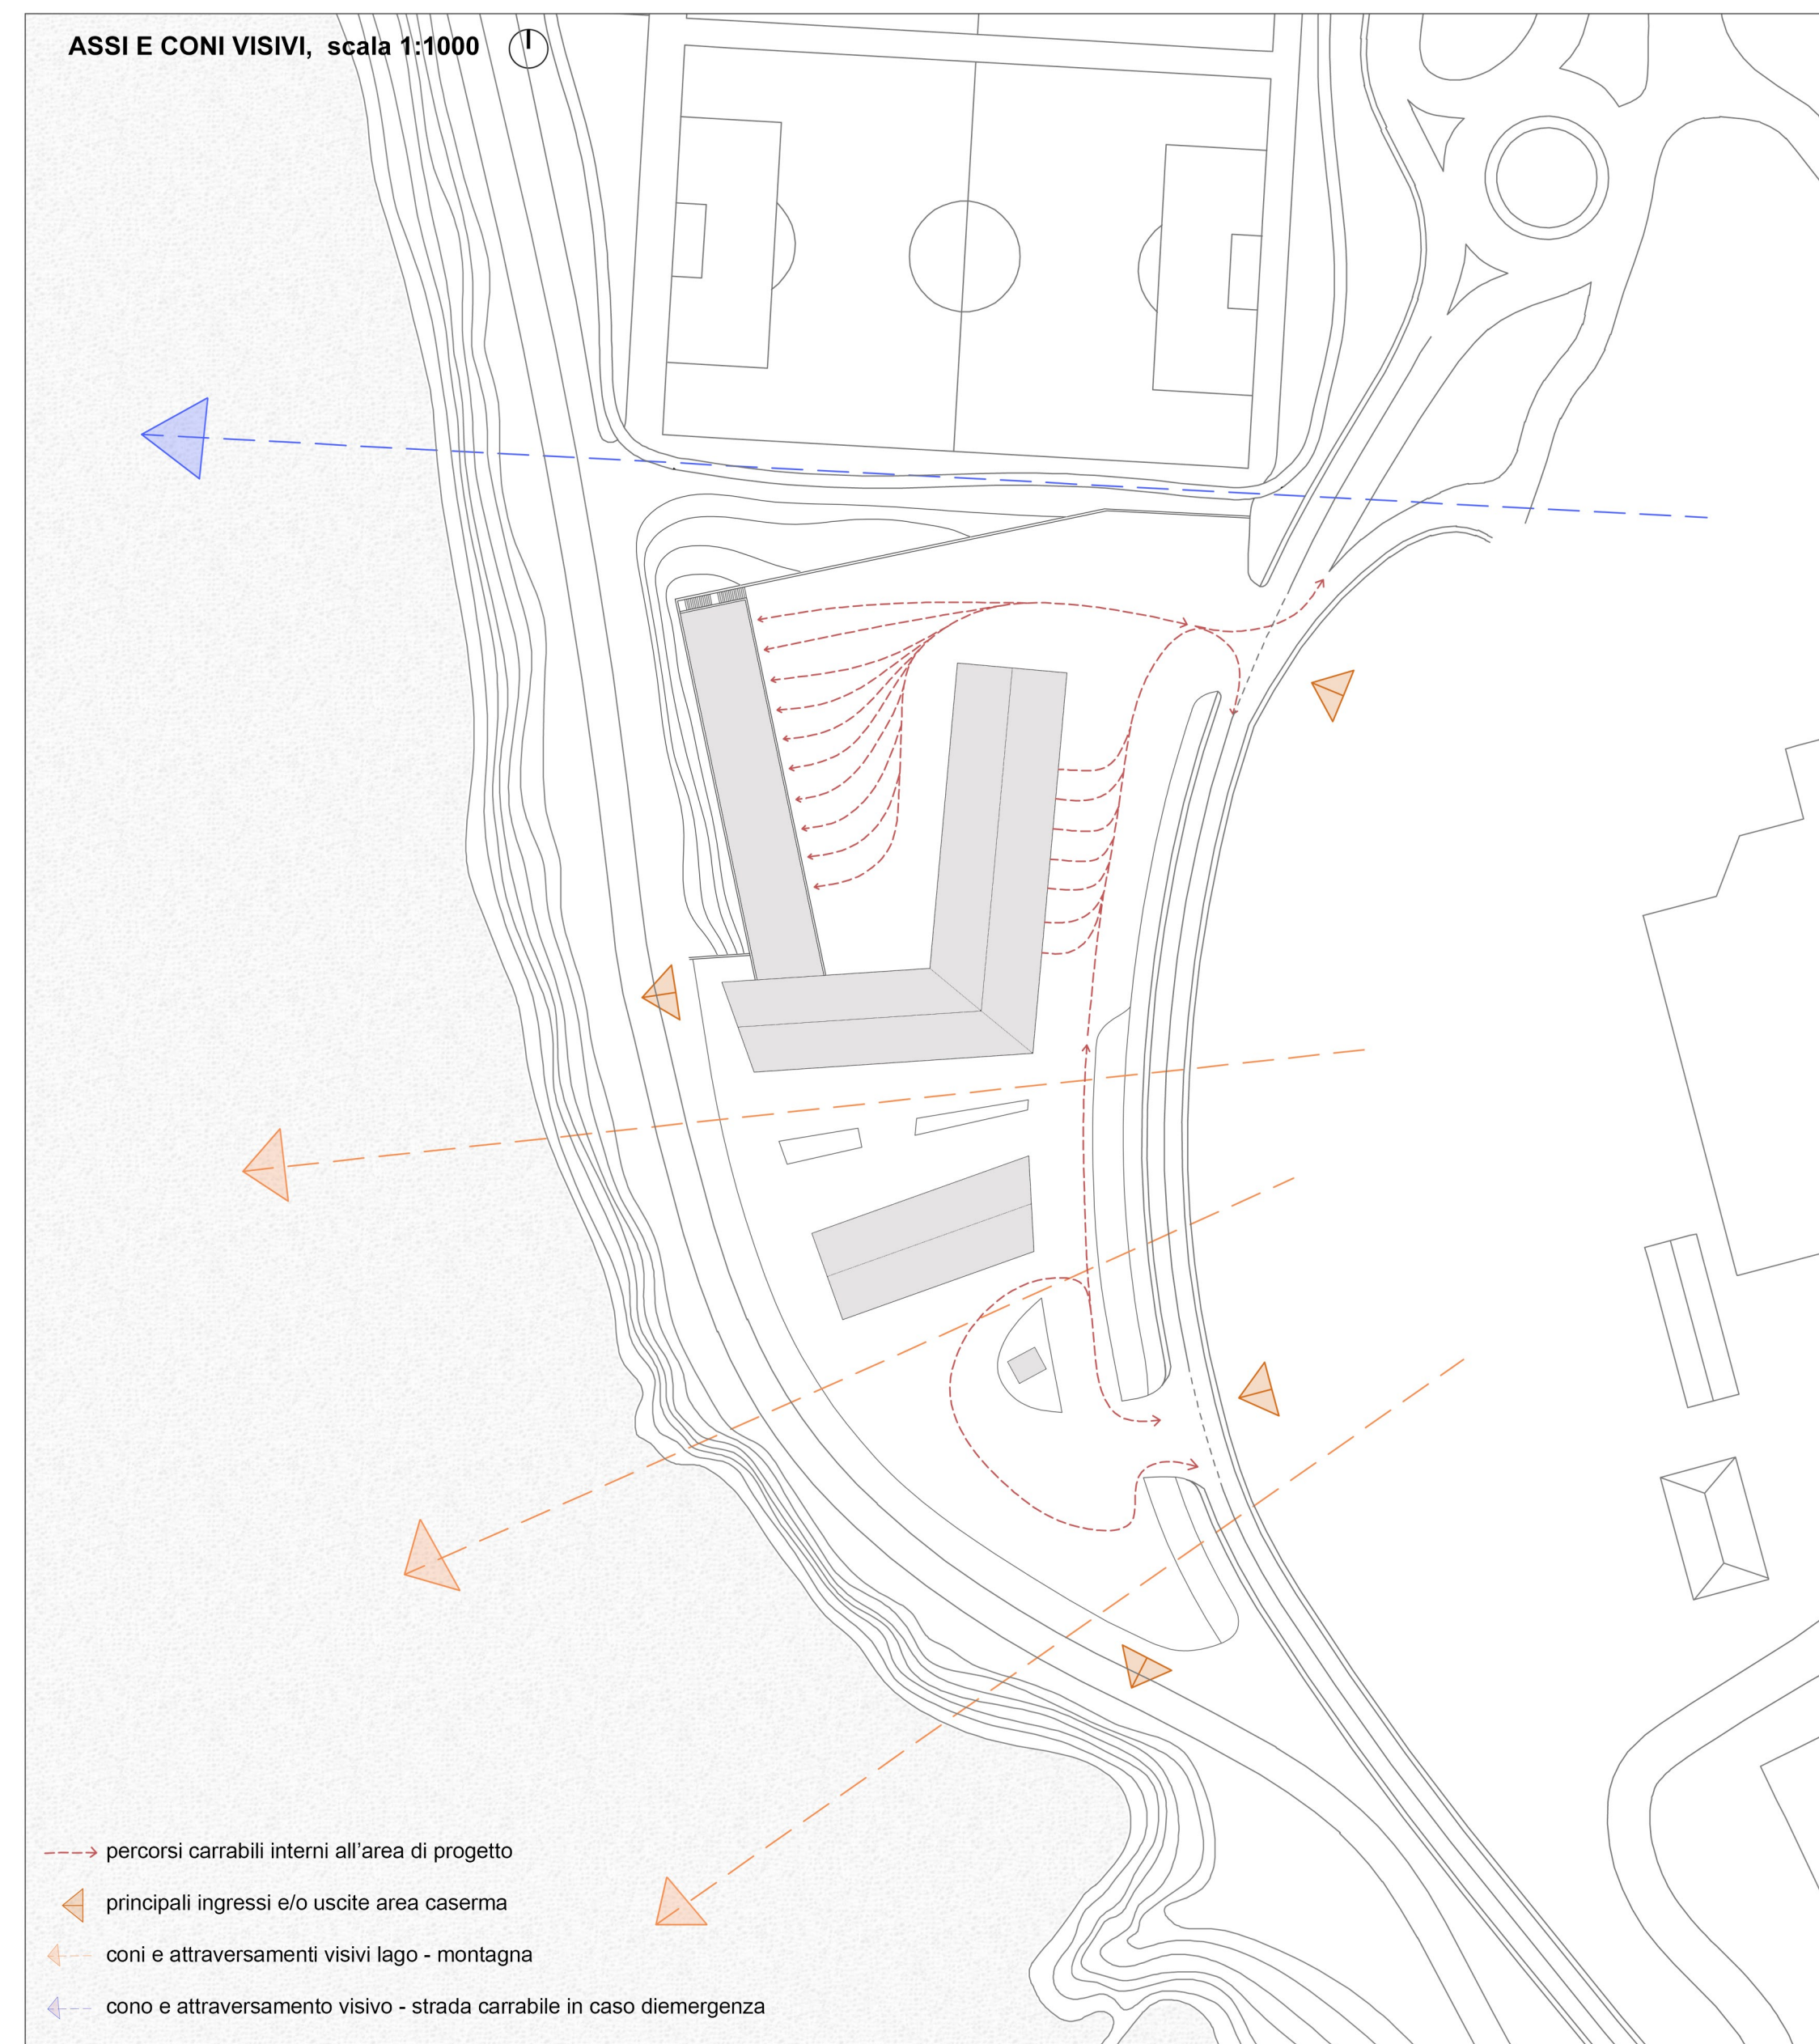 ASSI E CONI VISIVI, scala 1:1000
percorsi carrabili interni all'area di progetto
principali ingressi e/o uscite area caserma
coni e attraversamenti visivi lago - montagna
cono e attraversamento visivo - strada carrabile in caso diemergenza